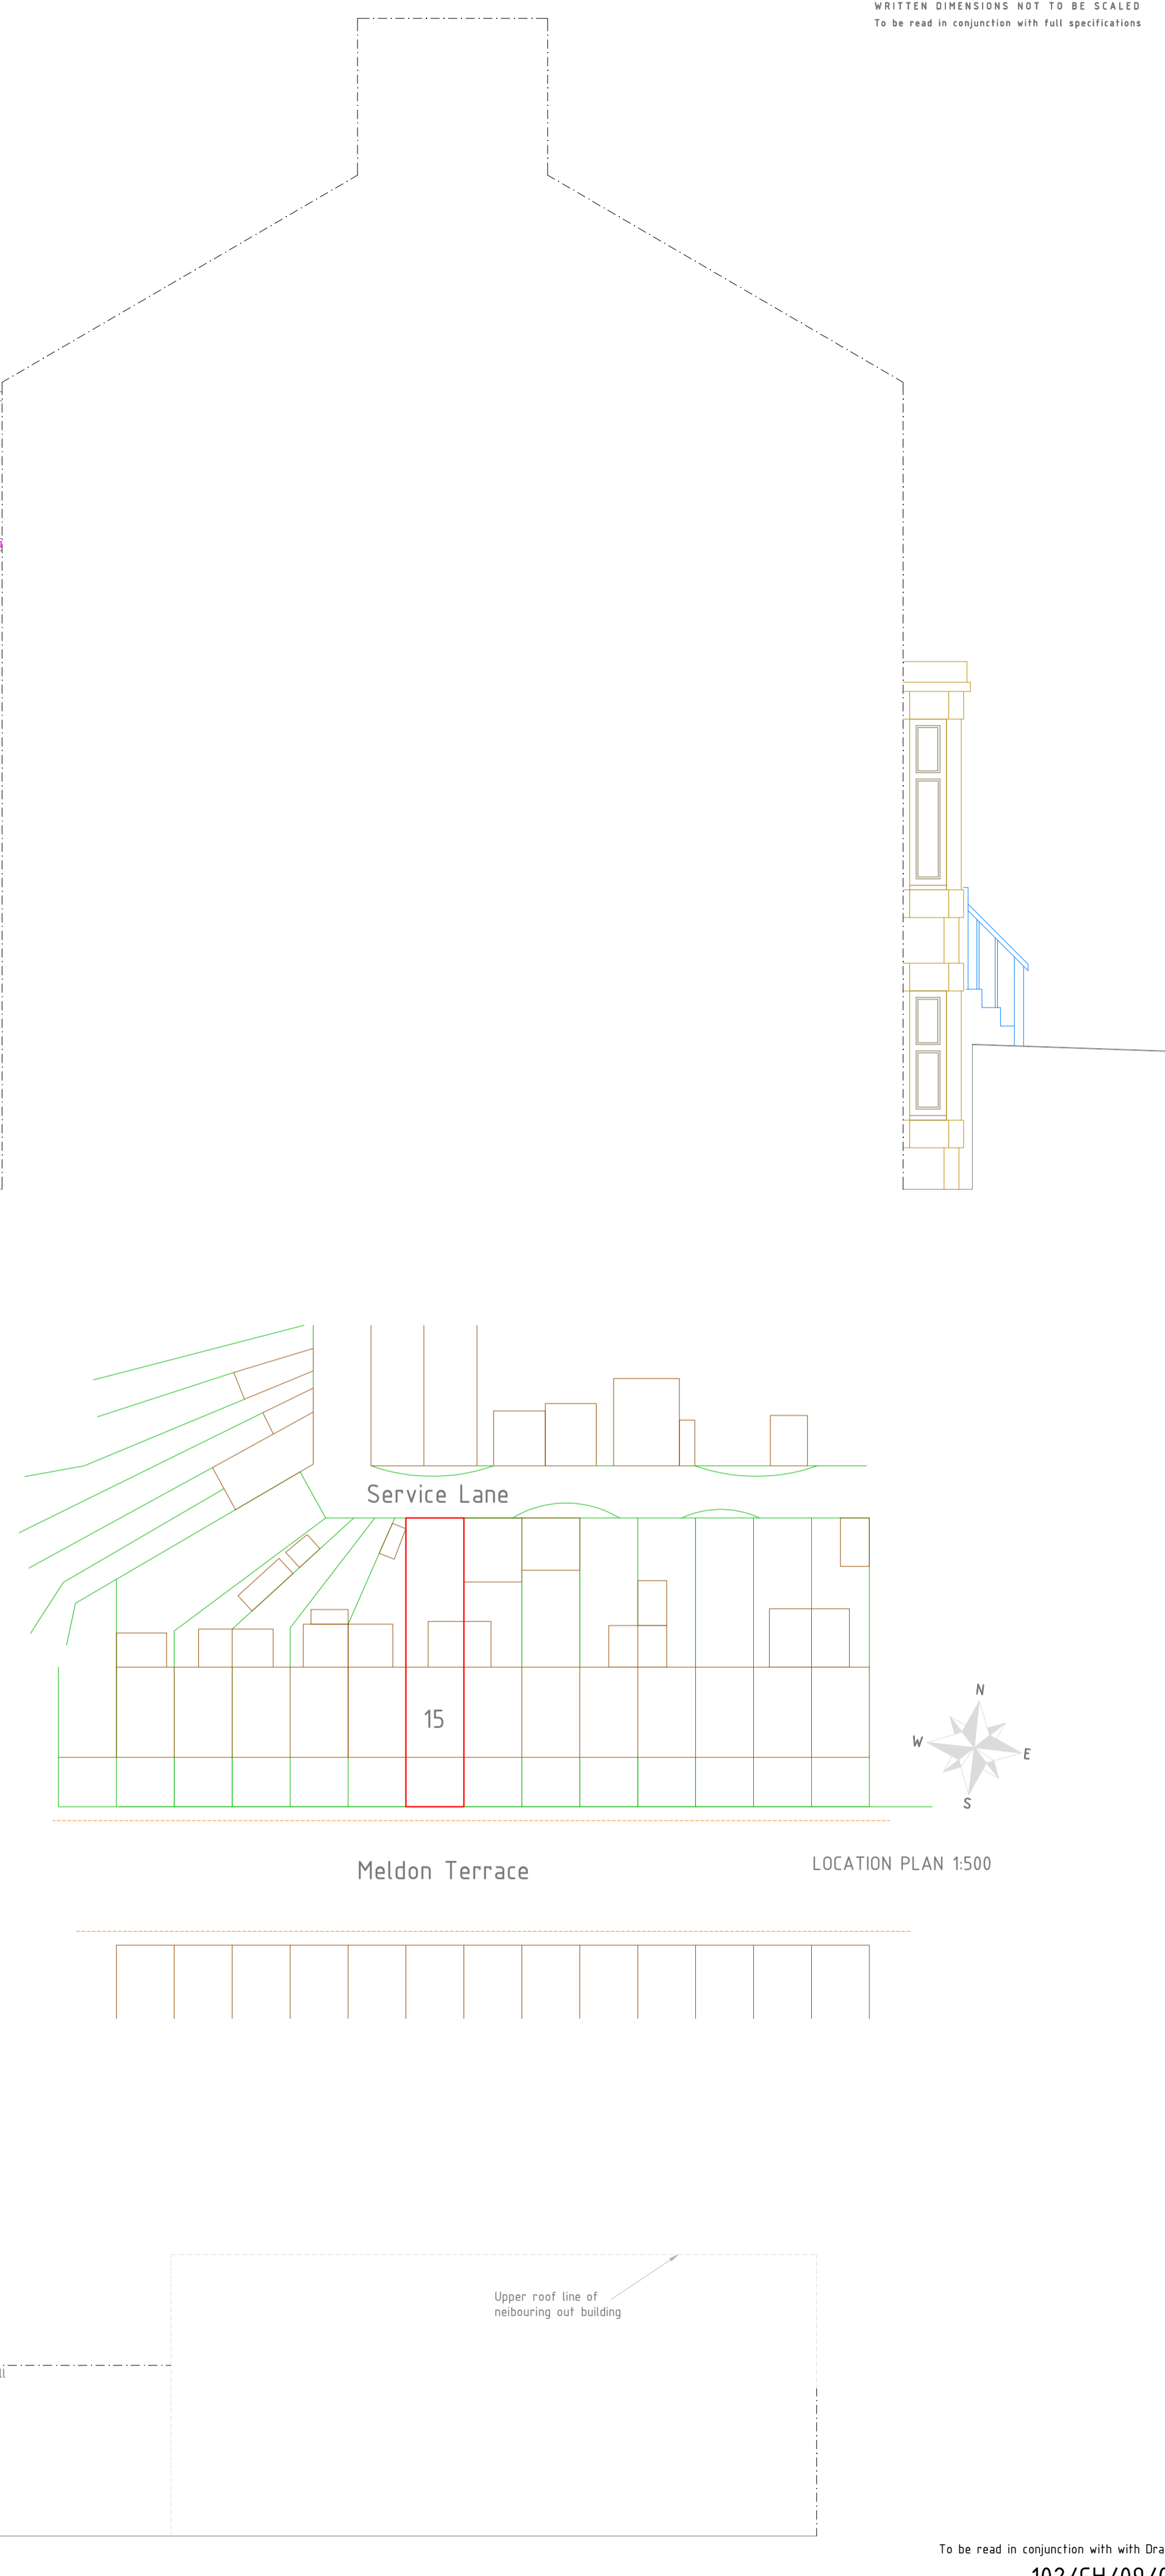 WRITTEN DIMENSIONS NOT TO BE SCALED
To be read in conjunction with full specifications
Service Lane
15
N
W
E
S
LOCATION PLAN 1:500
Meldon Terrace
Upper roof line of
neibouring out building
ll
To be read in conjunction with with Dra